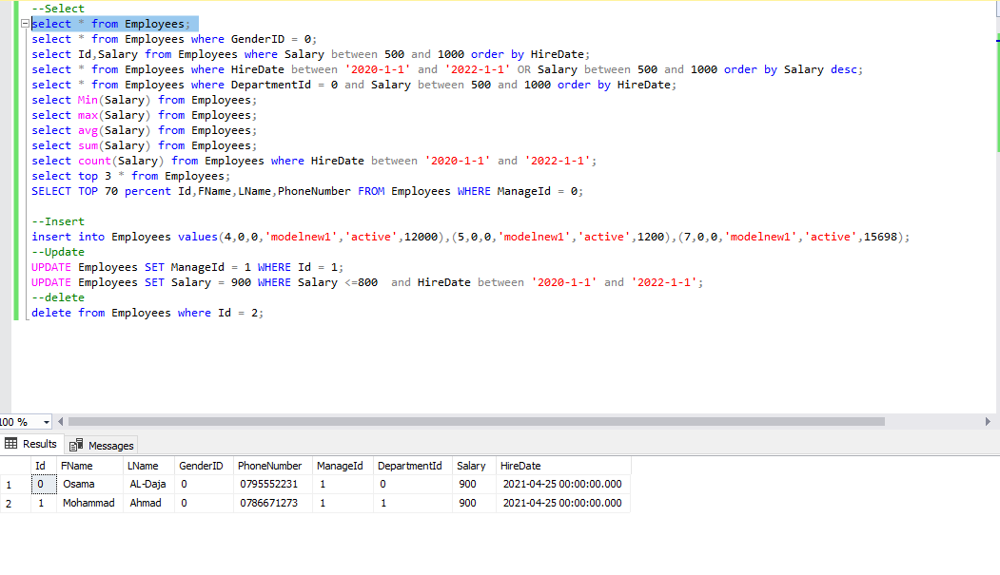 --Select
select * from Employees;
select * from Employees where GenderID = 0;
select Id,Salary from Employees where Salary between 500 and 1000 order by HireDate;
select * from Employees where HireDate between '2020-1-1' and '2022-1-1' OR Salary between 500 and 1000 order by Salary desc;
select * from Employees where DepartmentId = 0 and Salary between 500 and 1000 order by HireDate;
select Min(Salary) from Employees;
select max(Salary) from Employees;
select avg(Salary) from Employees;
select sum(Salary) from Employees;
select count(Salary) from Employees where HireDate between '2020-1-1' and '2022-1-1';
select top 3 * from Employees;
SELECT TOP 70 percent Id,FName,LName,PhoneNumber FROM Employees WHERE ManageId = 0;
--Insert
insert into Employees values(4,0,0,'modelnew1','active',12000),(5,0,0,'modelnew1','active',1200),(7,0,0,'modelnew1','active',15698);
--Update
UPDATE Employees SET ManageId = 1 WHERE Id = 1;
UPDATE Employees SET Salary = 900 WHERE Salary <=800  and HireDate between '2020-1-1' and '2022-1-1';
--delete
delete from Employees where Id = 2;
100 %
Results Messages
Id FName LName GenderID PhoneNumber ManageId DepartmentId Salary HireDate
1 0 Osama AL-Daja 0 0795552231 1 0 900 2021-04-25 00:00:00.000
2 1 Mohammad Ahmad 0 0786671273 1 1 900 2021-04-25 00:00:00.000